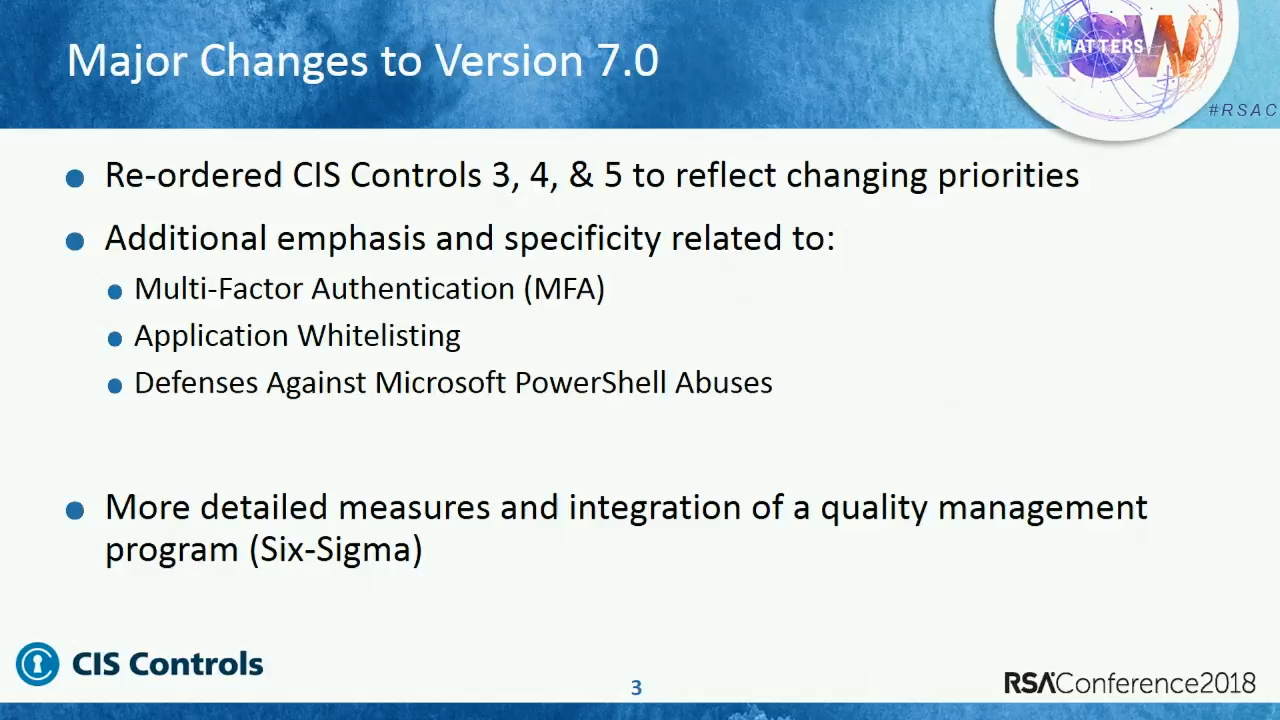 Major Changes to Version 7.0
NOW
MATTERS
#RSAC
Re-ordered CIS Controls 3, 4, & 5 to reflect changing priorities
Additional emphasis and specificity related to:
Multi-Factor Authentication (MFA)
Application Whitelisting
Defenses Against Microsoft PowerShell Abuses
More detailed measures and integration of a quality management
program (Six-Sigma)
CIS Controls
3
RSAConference2018